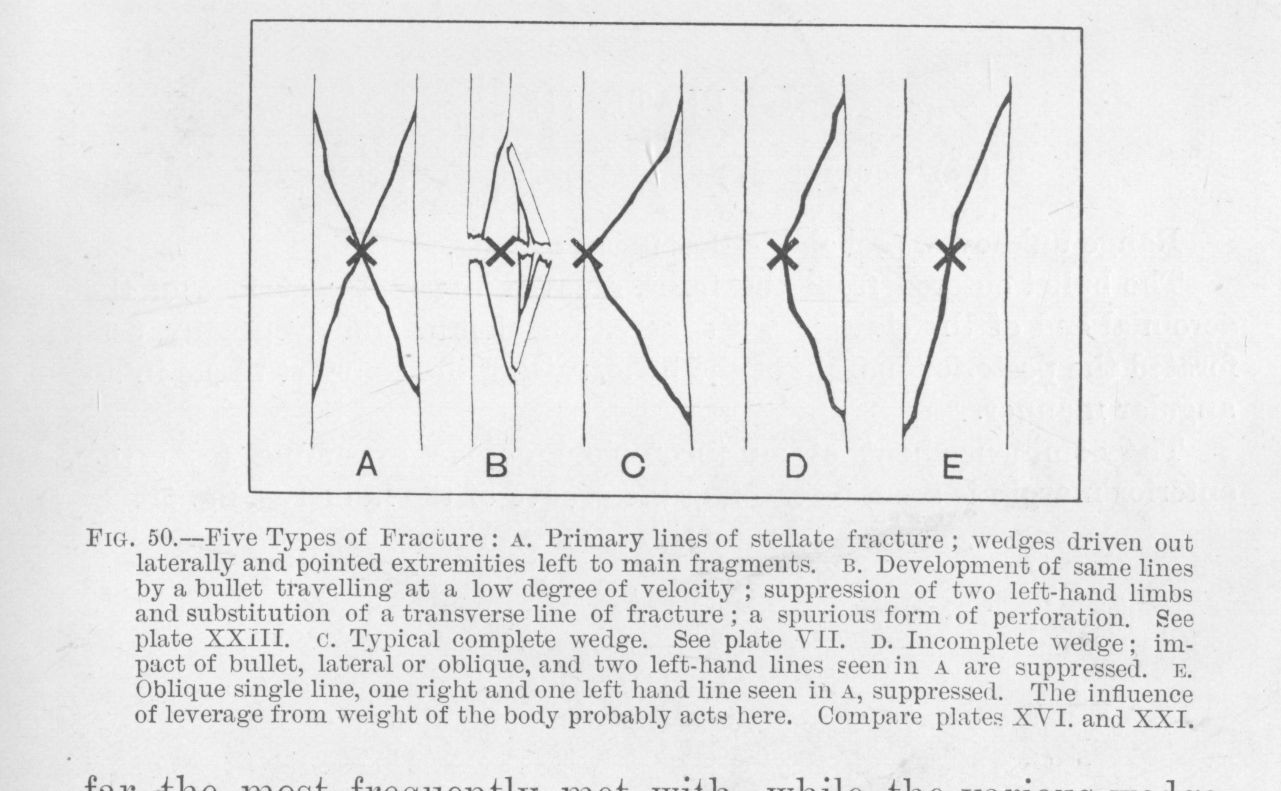 A B C D E
FIG. 50.—Five Types of Fracture : A. Primary lines of stellate fracture ; wedges driven out
laterally and pointed extremities left to main fragments. B. Development of same lines
by a bullet travelling at a low degree of velocity ; suppression of two left-hand limbs
and substitution of a transverse line of fracture ; a spurious form of perforation. See
plate XXIII. C. Typical complete wedge. See plate VII. D. Incomplete wedge ; im-
pact of bullet, lateral or oblique, and two left-hand lines seen in A are suppressed. E.
Oblique single line, one right and one left hand line seen in A, suppressed. The influence
of leverage from weight of the body probably acts here. Compare plates XVI. and XXI.
far the most frequently met with, while the various wedge